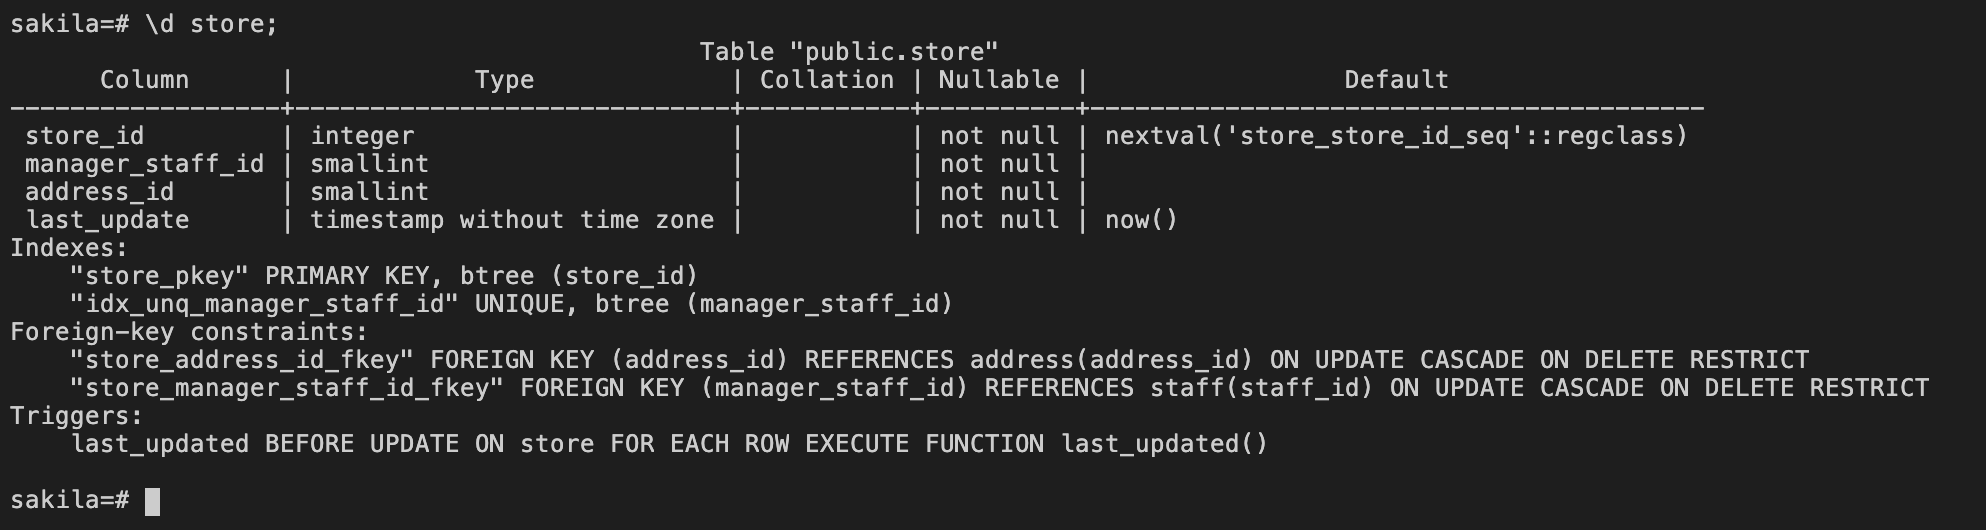 sakila=# \d store;
                                              Table "public.store"
      Column      |            Type             | Collation | Nullable |                 Default
------------------+-----------------------------+-----------+----------+-----------------------------------------
 store_id         | integer                     |           | not null | nextval('store_store_id_seq'::regclass)
 manager_staff_id | smallint                    |           | not null |
 address_id       | smallint                    |           | not null |
 last_update      | timestamp without time zone |           | not null | now()
Indexes:
    "store_pkey" PRIMARY KEY, btree (store_id)
    "idx_unq_manager_staff_id" UNIQUE, btree (manager_staff_id)
Foreign-key constraints:
    "store_address_id_fkey" FOREIGN KEY (address_id) REFERENCES address(address_id) ON UPDATE CASCADE ON DELETE RESTRICT
    "store_manager_staff_id_fkey" FOREIGN KEY (manager_staff_id) REFERENCES staff(staff_id) ON UPDATE CASCADE ON DELETE RESTRICT
Triggers:
    last_updated BEFORE UPDATE ON store FOR EACH ROW EXECUTE FUNCTION last_updated()

sakila=#